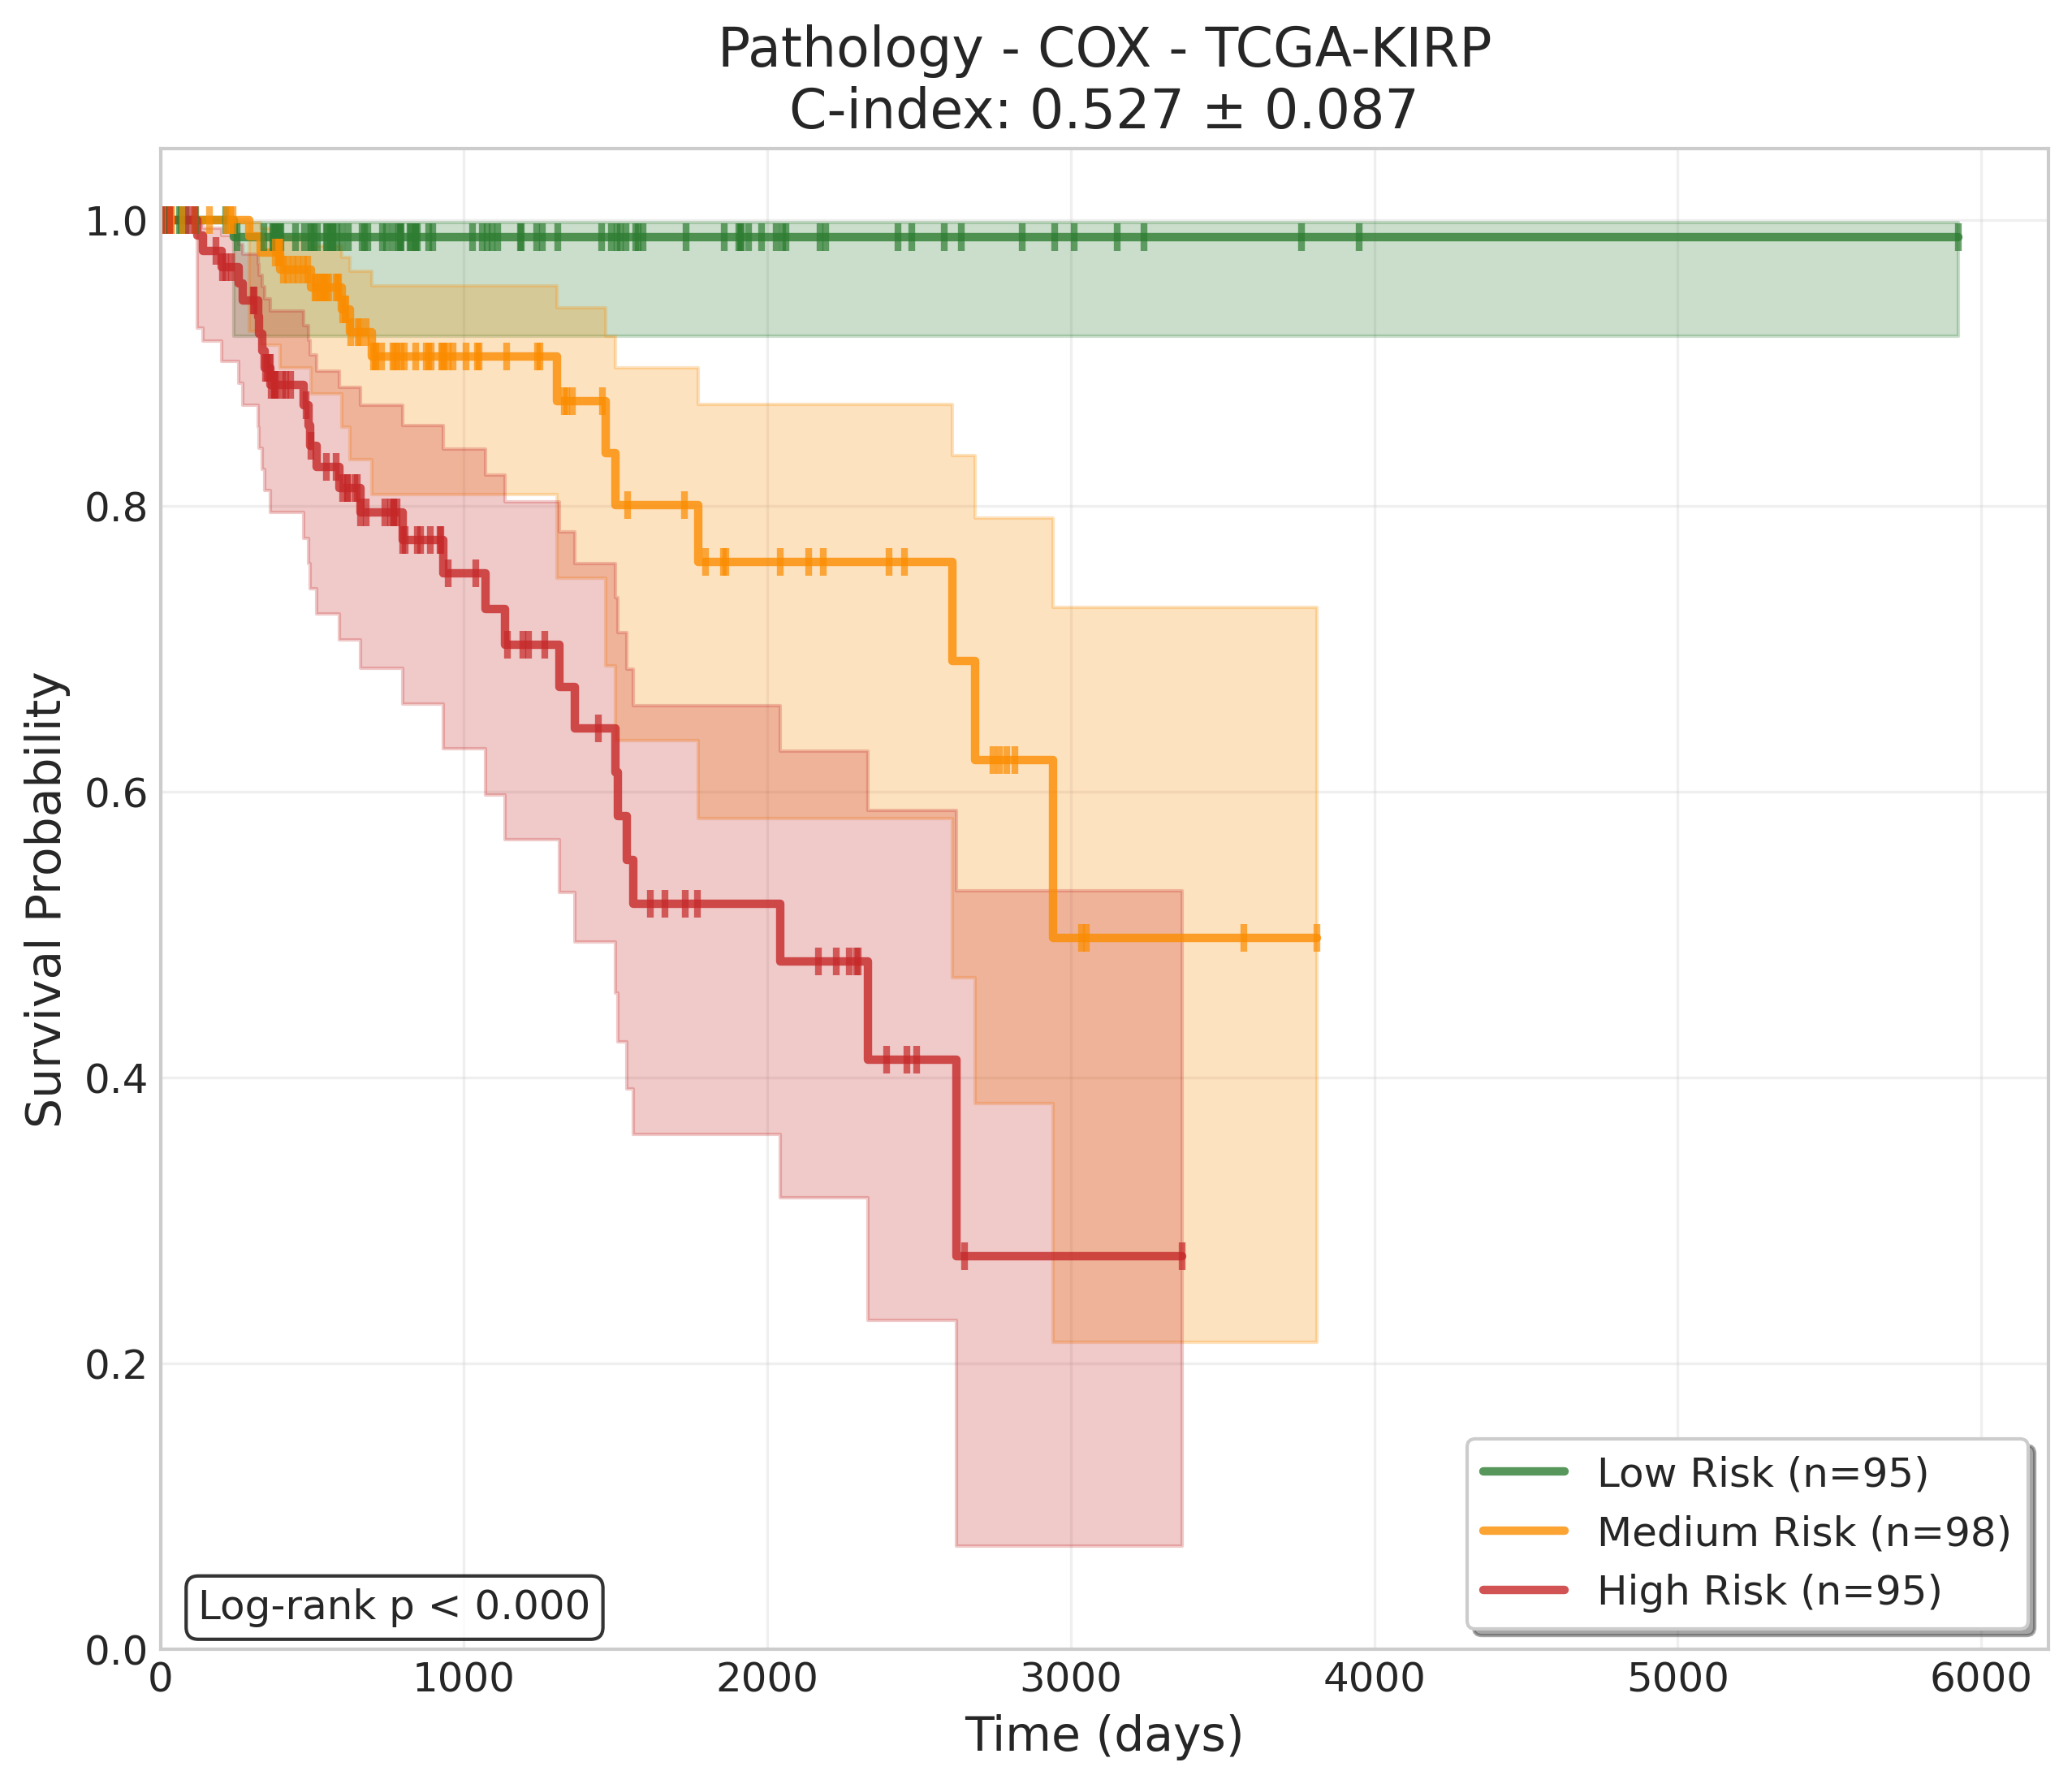 Pathology - COX - TCGA-KIRP
C-index: 0.527 ± 0.087
Survival Probability
1.0
0.8
0.6
0.4
0.2
0.0
Log-rank p < 0.000
Low Risk (n=95)
Medium Risk (n=98)
High Risk (n=95)
0 1000 2000 3000 4000 5000 6000
Time (days)